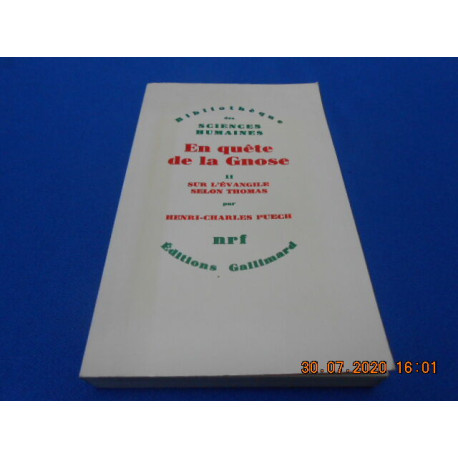 Bibliothèque
des
SCIENCES
HUMAINES
En quête
de la Gnose
II
SUR L'ÉVANGILE
SELON THOMAS
par
HENRI-CHARLES PUECH
nrf
Éditions Gallimard
30.07.2020 16:01